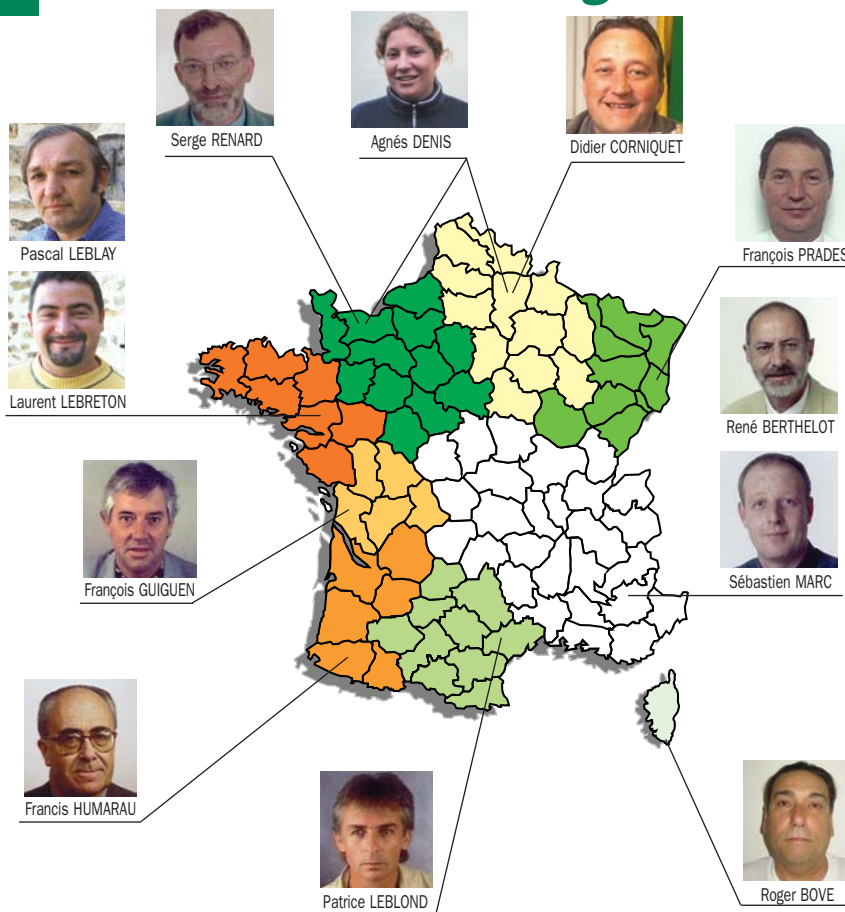 Serge RENARD
Agnés DENIS
Didier CORNIQUET
Pascal LEBLAY
François PRADES
Laurent LEBRETON
René BERTHELOT
François GUIGUEN
Sébastien MARC
Francis HUMARAU
Patrice LEBLOND
Roger BOVE